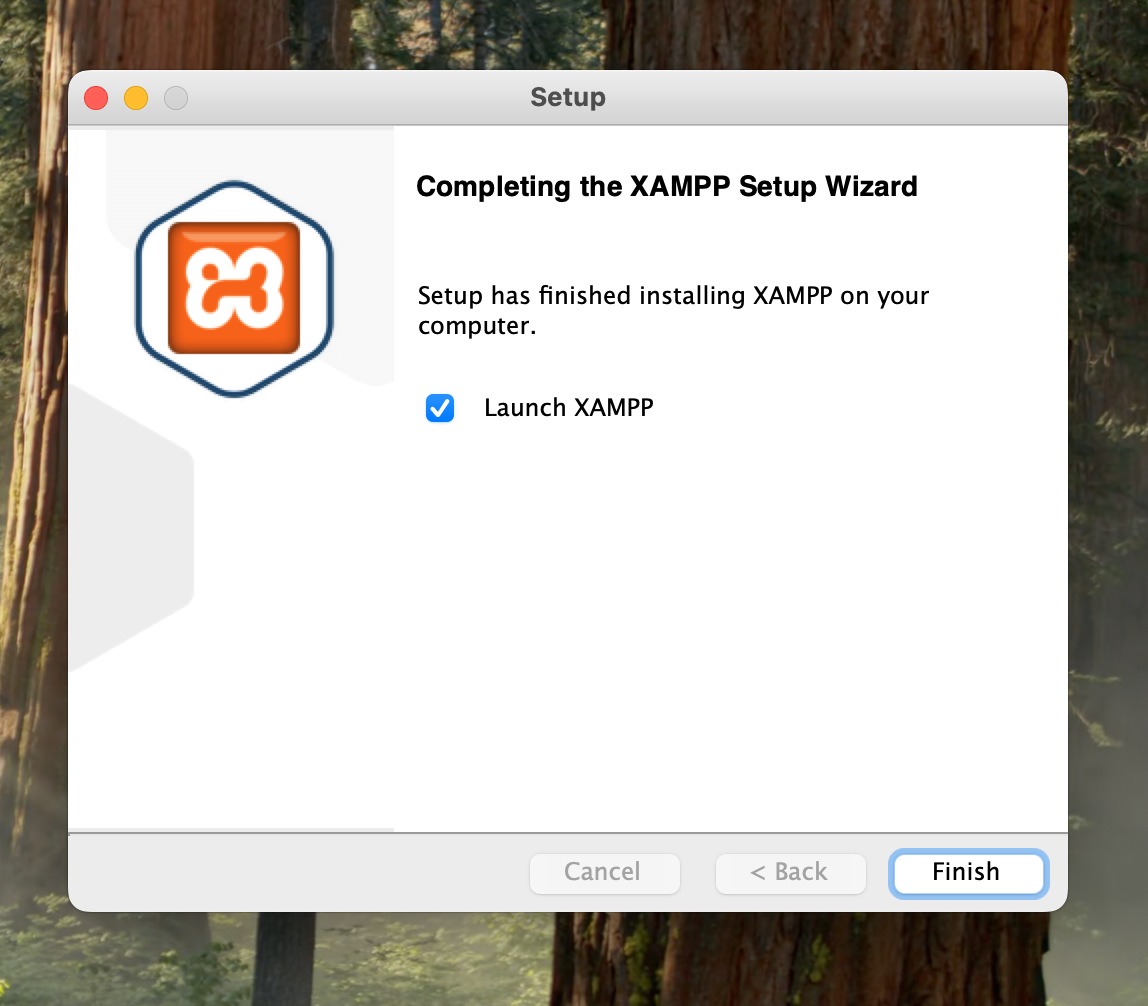 Setup
Completing the XAMPP Setup Wizard
Setup has finished installing XAMPP on your
computer.
Launch XAMPP
Cancel
< Back
Finish